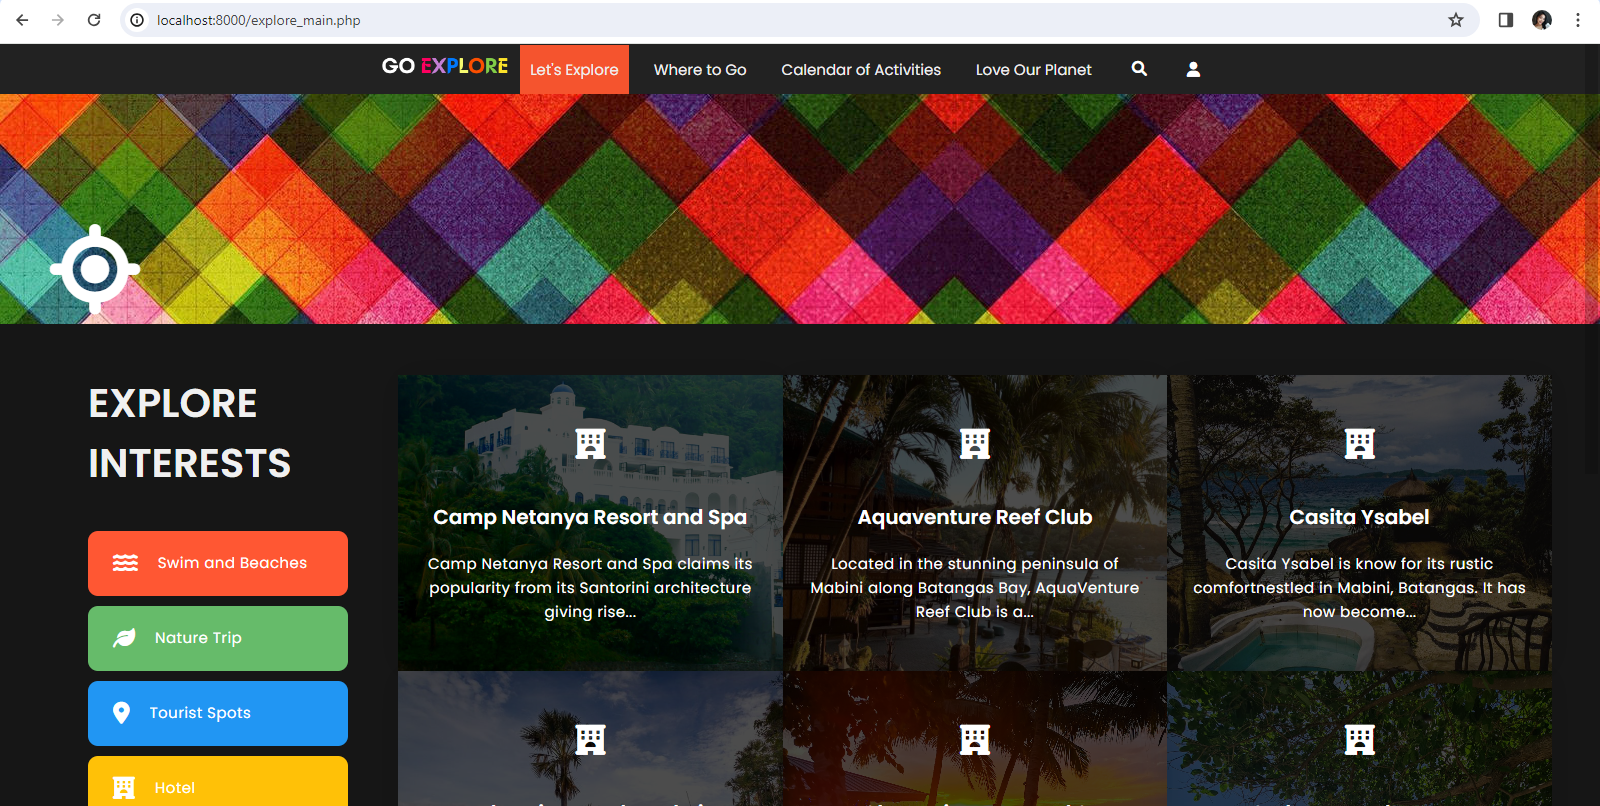 localhost:8000/explore_main.php
GO EXPLORE
Let's Explore
Where to Go
Calendar of Activities
Love Our Planet
EXPLORE
INTERESTS
Swim and Beaches
Nature Trip
Tourist Spots
Hotel
Camp Netanya Resort and Spa
Camp Netanya Resort and Spa claims its
popularity from its Santorini architecture
giving rise...
Aquaventure Reef Club
Located in the stunning peninsula of
Mabini along Batangas Bay, AquaVenture
Reef Club is a...
Casita Ysabel
Casita Ysabel is know for its rustic
comfortnestled in Mabini, Batangas. It has
now become...